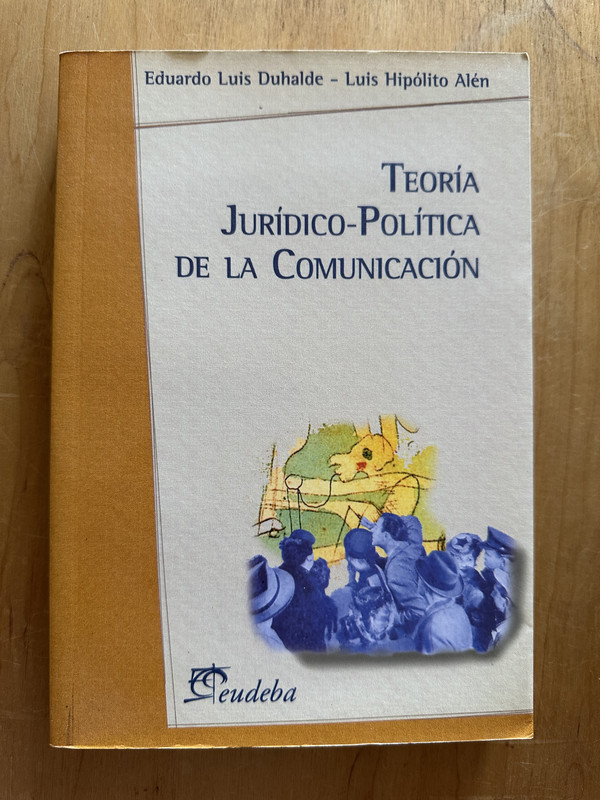 Eduardo Luis Duhalde – Luis Hipólito Alén
Teoría
Jurídico-Política
de la Comunicación
eudeba